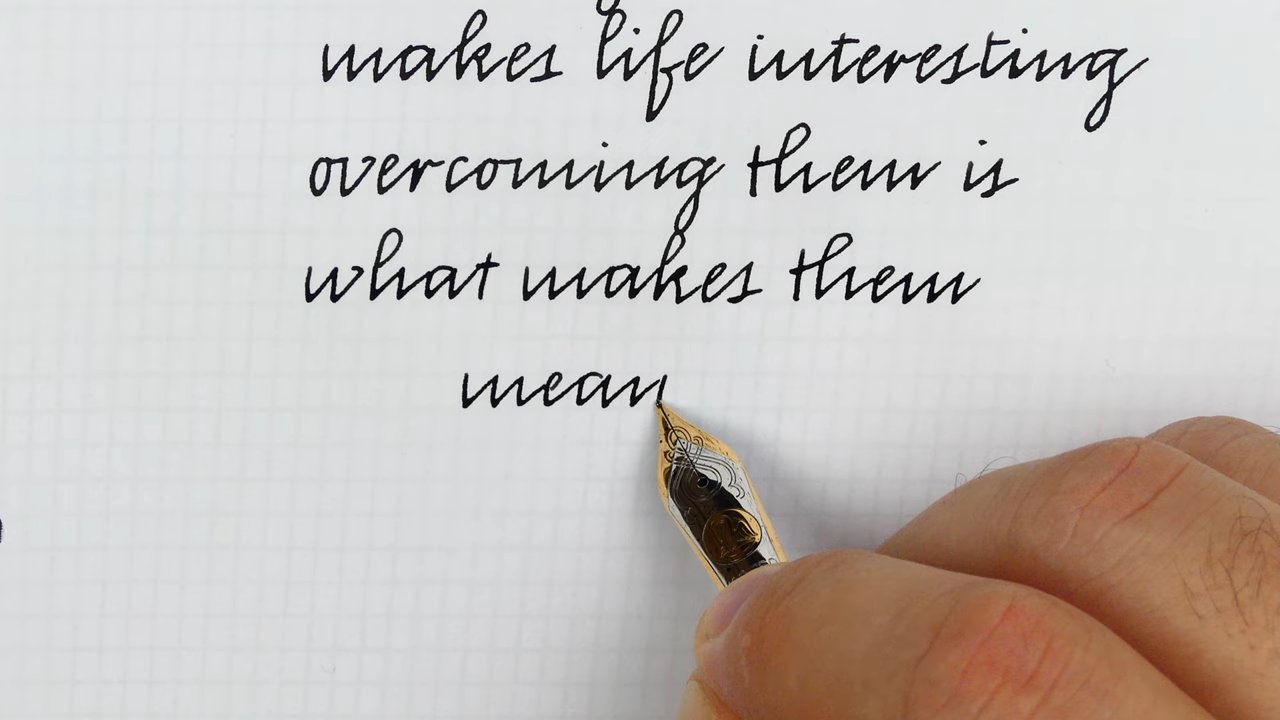 makes life interesting
overcoming them is
what makes them
mean